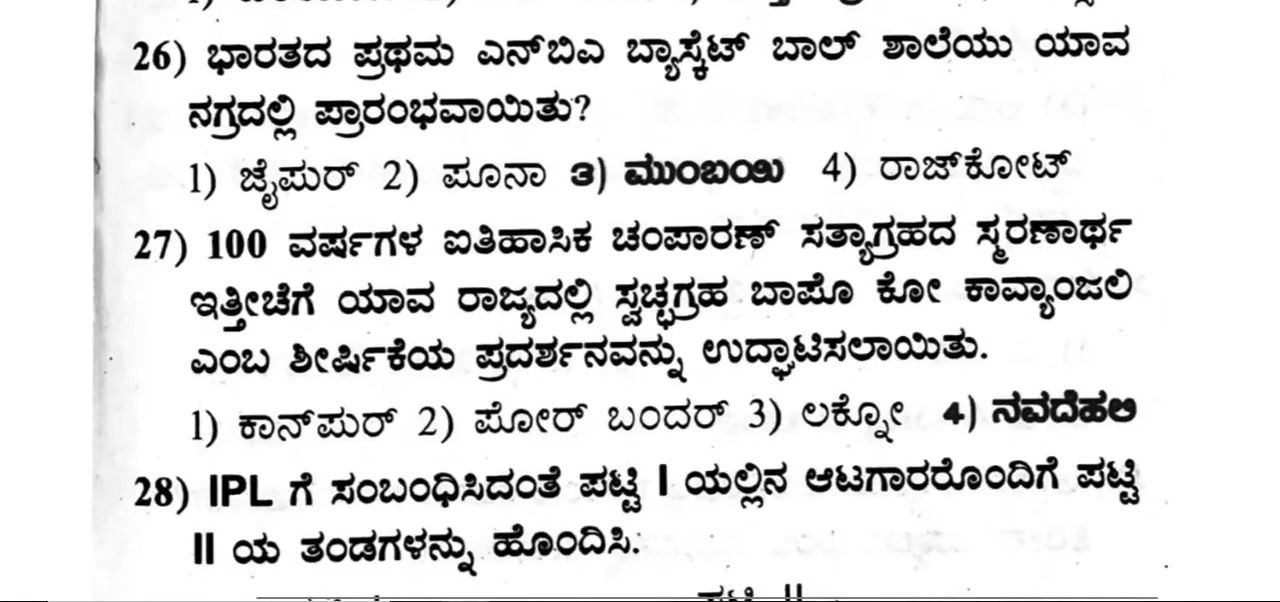 26) ಭಾರತದ ಪ್ರಥಮ ಎನ್‌ಬಿಎ ಬ್ಯಾಸ್ಕೆಟ್ ಬಾಲ್ ಶಾಲೆಯು ಯಾವ
ನಗ್ರದಲ್ಲಿ ಪ್ರಾರಂಭವಾಯಿತು?
1) ಜೈಪುರ್ 2) ಪೂನಾ 3) ಮುಂಬಯಿ 4) ರಾಜ್‌ಕೋಟ್
27) 100 ವರ್ಷಗಳ ಐತಿಹಾಸಿಕ ಚಂಪಾರಣ್ ಸತ್ಯಾಗ್ರಹದ ಸ್ಮರಣಾರ್ಥ
ಇತ್ತೀಚೆಗೆ ಯಾವ ರಾಜ್ಯದಲ್ಲಿ ಸ್ವಚ್ಛಗ್ರಹ ಬಾಪೊ ಕೋ ಕಾವ್ಯಾಂಜಲಿ
ಎಂಬ ಶೀರ್ಷಿಕೆಯ ಪ್ರದರ್ಶನವನ್ನು ಉದ್ಘಾಟಿಸಲಾಯಿತು.
1) ಕಾನ್‌ಪುರ್ 2) ಪೋರ್ ಬಂದರ್ 3) ಲಕ್ನೋ 4) ನವದೆಹಲಿ
28) IPL ಗೆ ಸಂಬಂಧಿಸಿದಂತೆ ಪಟ್ಟಿ I ಯಲ್ಲಿನ ಆಟಗಾರರೊಂದಿಗೆ ಪಟ್ಟಿ
II ಯ ತಂಡಗಳನ್ನು ಹೊಂದಿಸಿ.